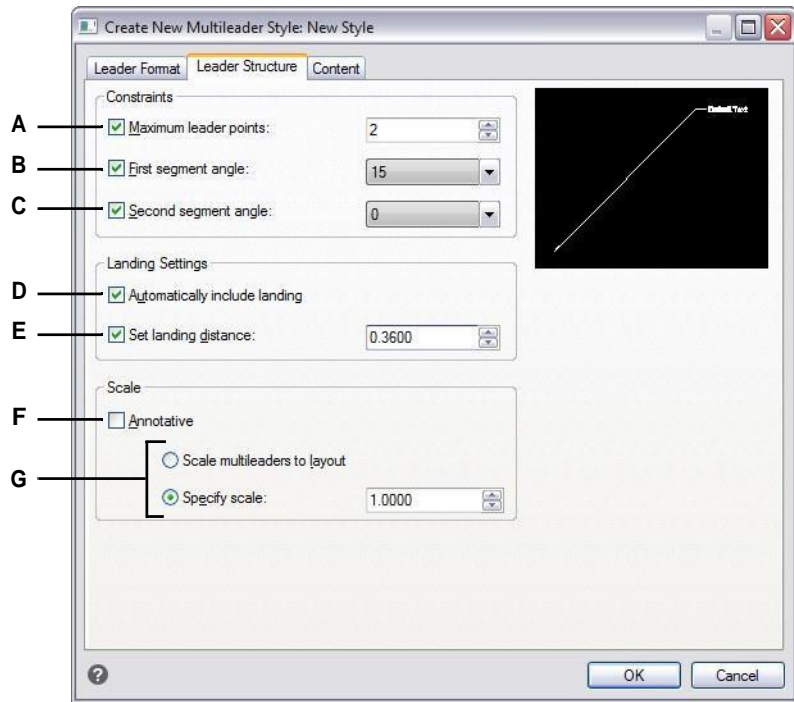 Create New Multileader Style: New Style
Leader Format Leader Structure Content
Constraints
A Maximum leader points: 2
B First segment angle: 15
C Second segment angle: 0
Default Text
Landing Settings
D Automatically include landing
E Set landing distance: 0.3600
Scale
F Annotative
G
Scale multileaders to layout
Specify scale: 1.0000
?
OK Cancel